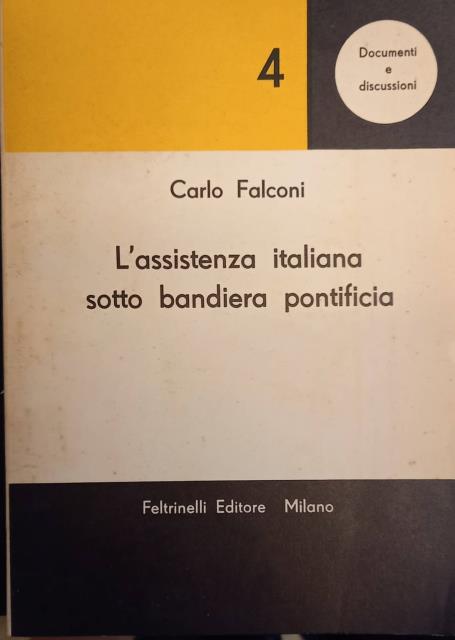 4
Documenti
e
discussioni
Carlo Falconi
L'assistenza italiana
sotto bandiera pontificia
Feltrinelli Editore Milano